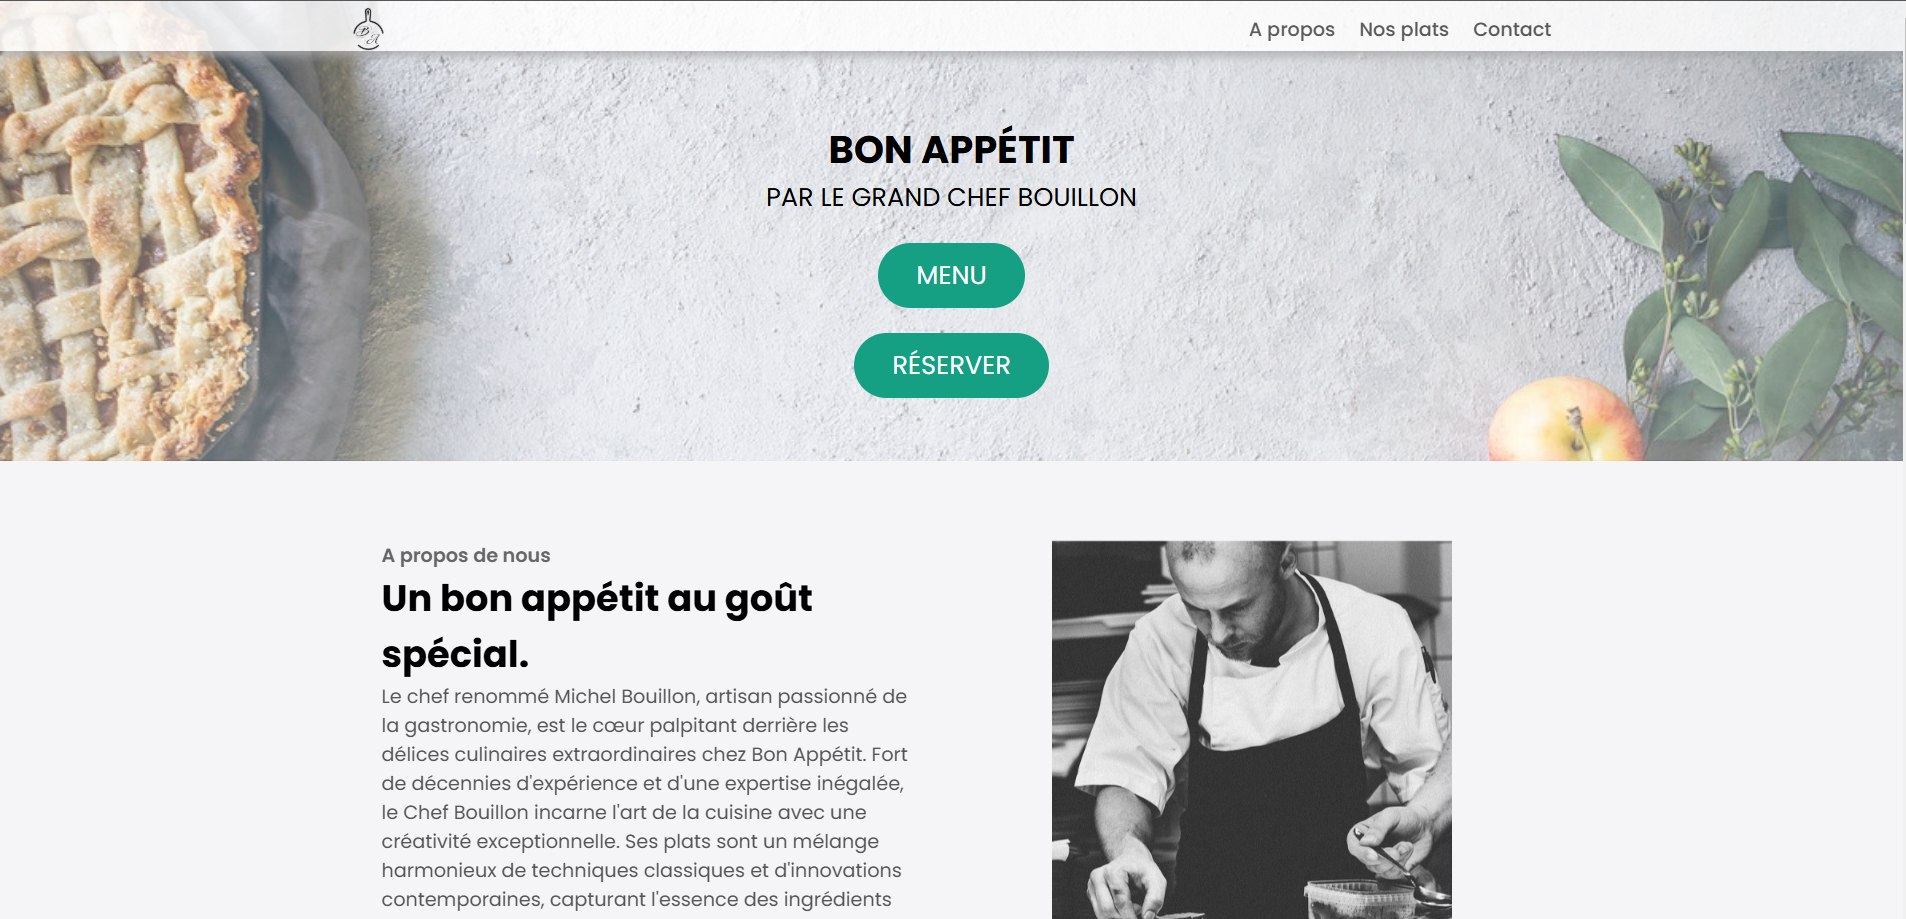 B A
A propos Nos plats Contact
BON APPÉTIT
PAR LE GRAND CHEF BOUILLON
MENU
RÉSERVER
A propos de nous
Un bon appétit au goût
spécial.
Le chef renommé Michel Bouillon, artisan passionné de
la gastronomie, est le cœur palpitant derrière les
délices culinaires extraordinaires chez Bon Appétit. Fort
de décennies d'expérience et d'une expertise inégalée,
le Chef Bouillon incarne l'art de la cuisine avec une
créativité exceptionnelle. Ses plats sont un mélange
harmonieux de techniques classiques et d'innovations
contemporaines, capturant l'essence des ingrédients